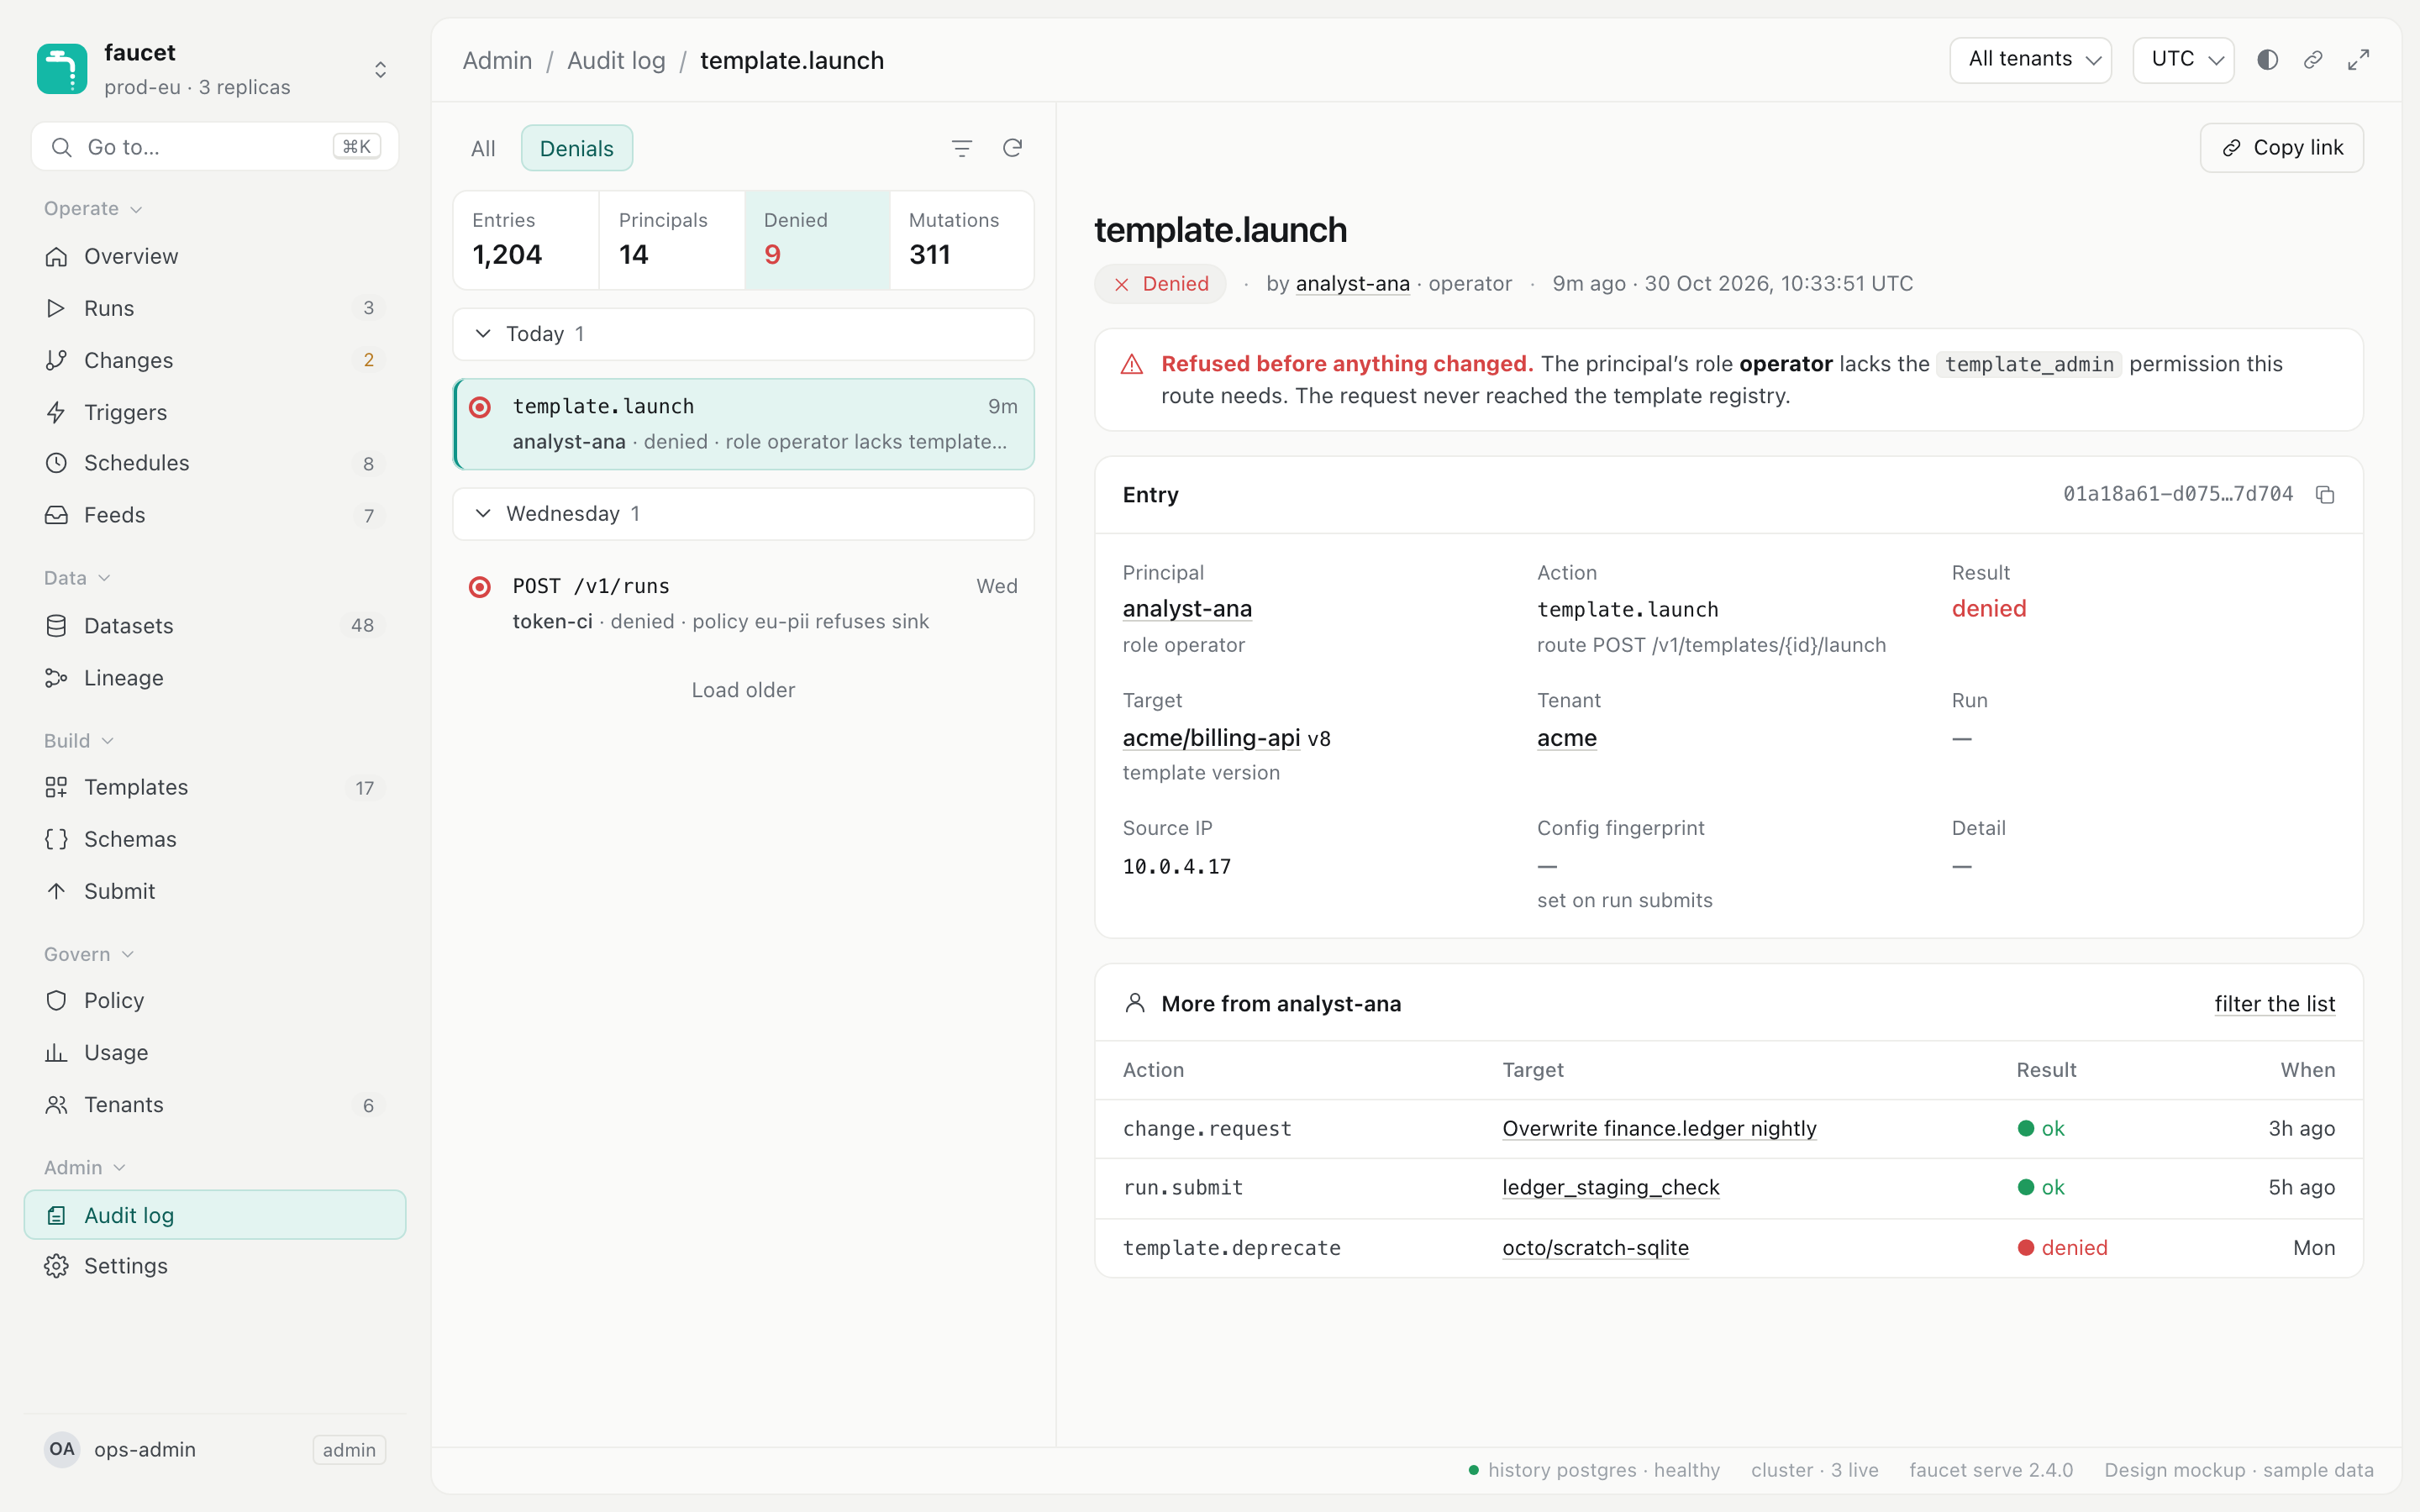 faucet
prod-eu · 3 replicas
Go to...
⌘K
Operate
Overview
Runs 3
Changes 2
Triggers
Schedules 8
Feeds 7
Data
Datasets 48
Lineage
Build
Templates 17
Schemas
Submit
Govern
Policy
Usage
Tenants 6
Admin
Audit log
Settings
OA ops-admin admin
Admin / Audit log / template.launch
All tenants
UTC
All
Denials
Entries
1,204
Principals
14
Denied
9
Mutations
311
Today 1
template.launch 9m
analyst-ana · denied · role operator lacks template...
Wednesday 1
POST /v1/runs Wed
token-ci · denied · policy eu-pii refuses sink
Load older
Copy link
template.launch
Denied · by analyst-ana · operator · 9m ago · 30 Oct 2026, 10:33:51 UTC
Refused before anything changed. The principal’s role operator lacks the template_admin permission this
route needs. The request never reached the template registry.
Entry 01a18a61-d075…7d704
Principal
analyst-ana
role operator
Action
template.launch
route POST /v1/templates/{id}/launch
Result
denied
Target
acme/billing-api v8
template version
Tenant
acme
Run
—
Source IP
10.0.4.17
Config fingerprint
—
set on run submits
Detail
—
More from analyst-ana filter the list
Action Target Result When
change.request Overwrite finance.ledger nightly ok 3h ago
run.submit ledger_staging_check ok 5h ago
template.deprecate octo/scratch-sqlite denied Mon
history postgres · healthy cluster · 3 live faucet serve 2.4.0 Design mockup · sample data